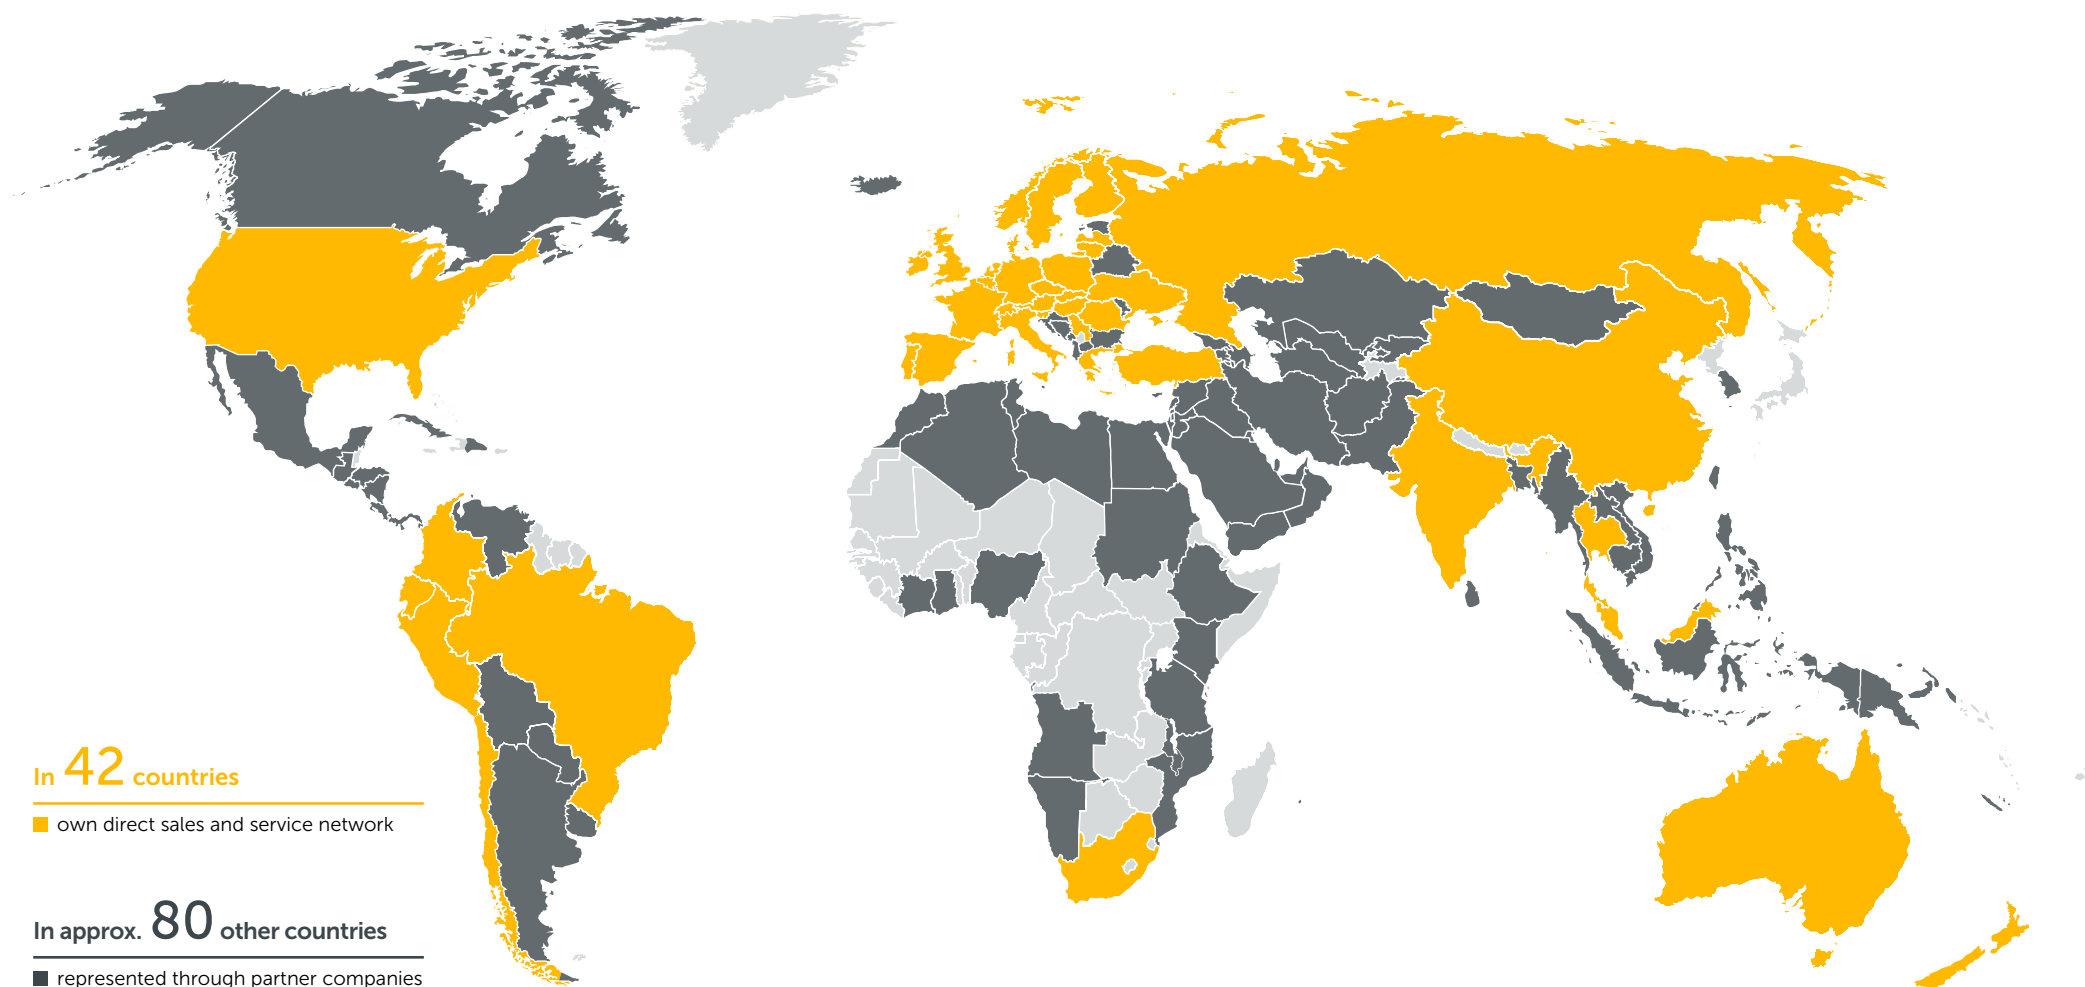 In 42 countries
own direct sales and service network
In approx. 80 other countries
represented through partner companies